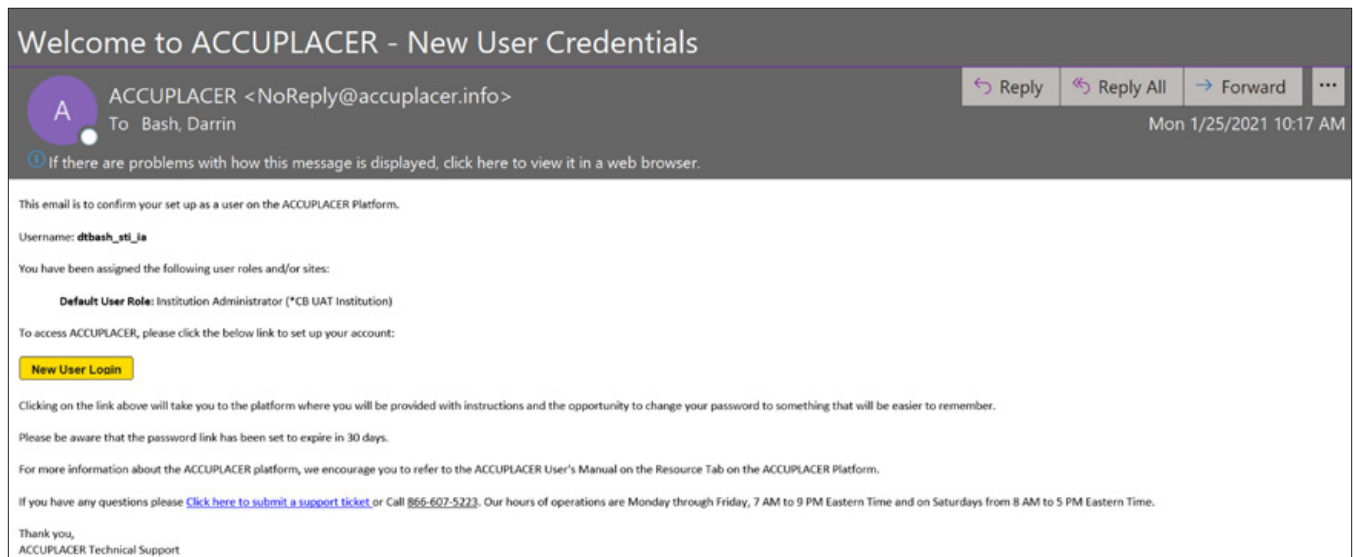 Welcome to ACCUPLACER - New User Credentials
A
ACCUPLACER <NoReply@accuplacer.info>
To Bash, Darrin
Reply Reply All Forward ...
Mon 1/25/2021 10:17 AM
If there are problems with how this message is displayed, click here to view it in a web browser.
This email is to confirm your set up as a user on the ACCUPLACER Platform.
Username: dtbash_sti_ia
You have been assigned the following user roles and/or sites:
Default User Role: Institution Administrator (*CB UAT Institution)
To access ACCUPLACER, please click the below link to set up your account:
New User Login
Clicking on the link above will take you to the platform where you will be provided with instructions and the opportunity to change your password to something that will be easier to remember.
Please be aware that the password link has been set to expire in 30 days.
For more information about the ACCUPLACER platform, we encourage you to refer to the ACCUPLACER User's Manual on the Resource Tab on the ACCUPLACER Platform.
If you have any questions please Click here to submit a support ticket or Call 866-607-5223. Our hours of operations are Monday through Friday, 7 AM to 9 PM Eastern Time and on Saturdays from 8 AM to 5 PM Eastern Time.
Thank you,
ACCUPLACER Technical Support